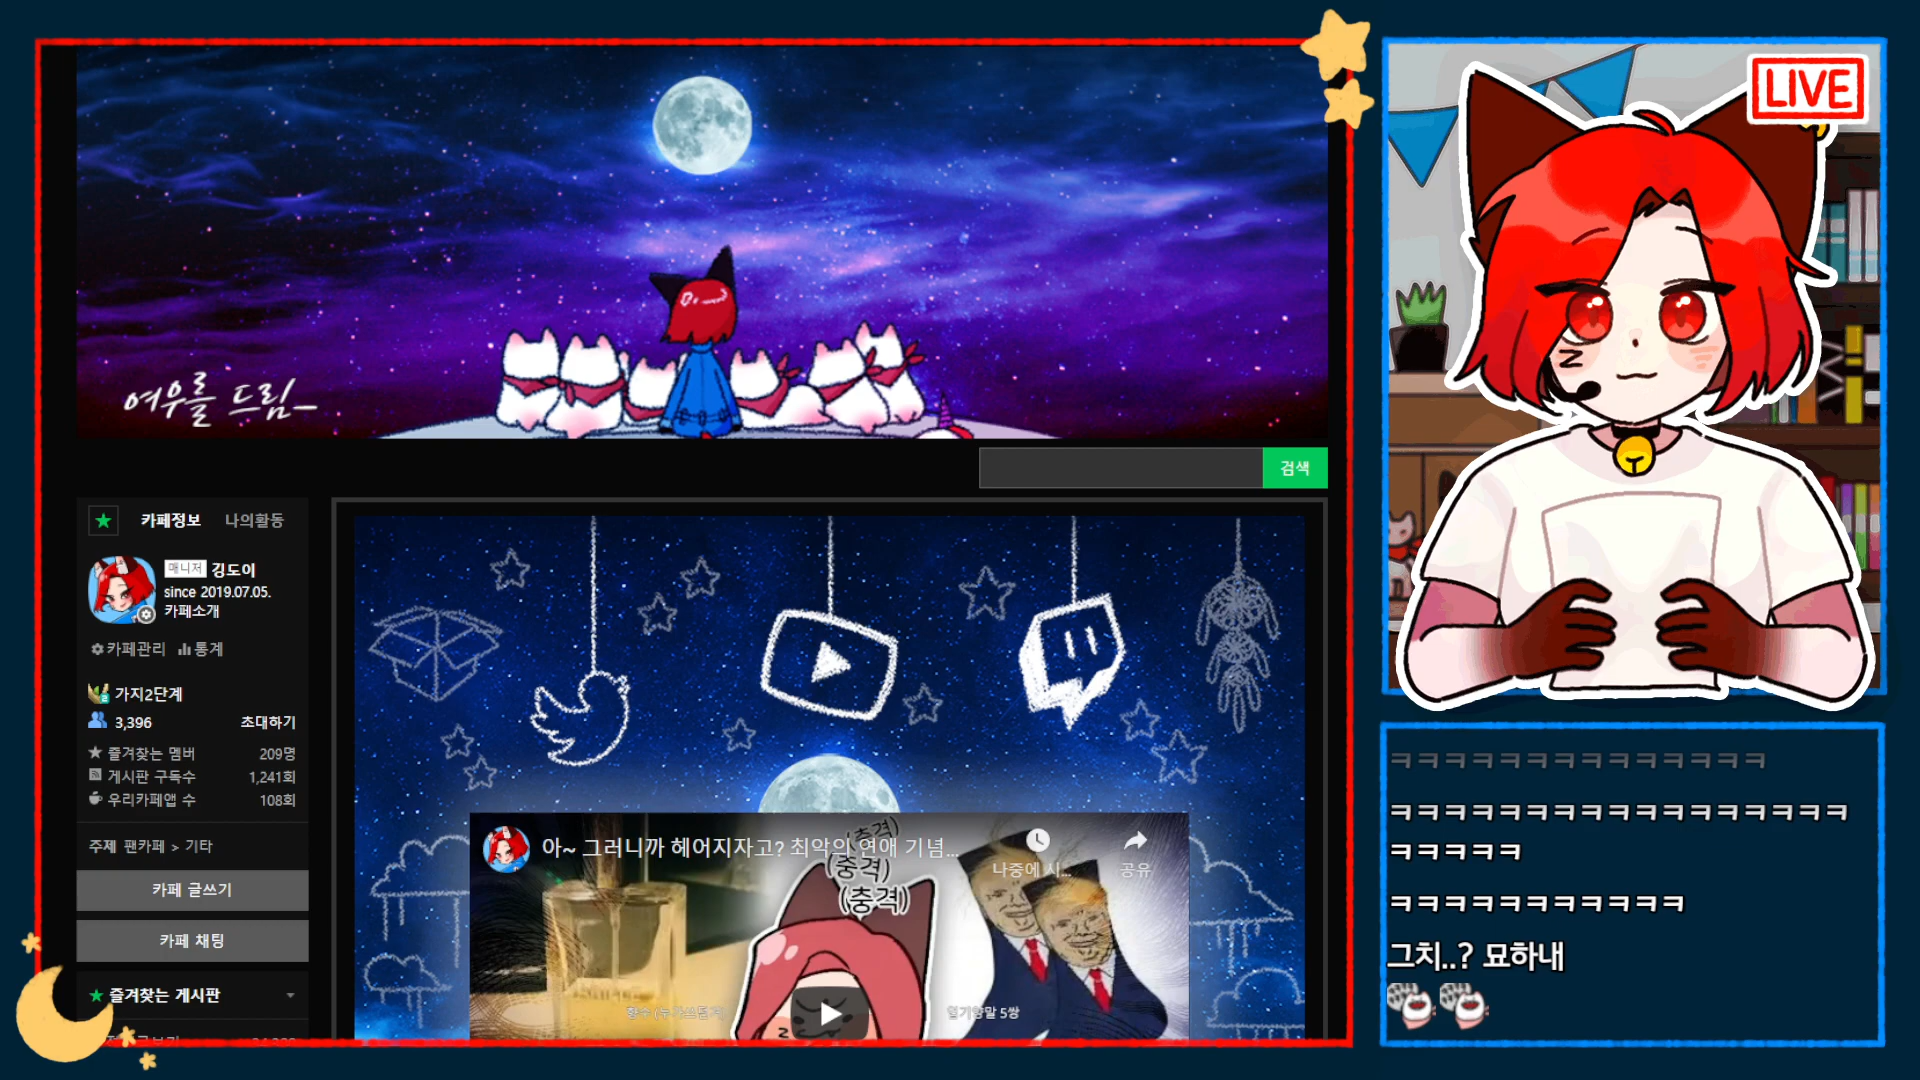 LIVE
여우를 드림_
검색
카페정보 나의활동
매니저 김도이
since 2019.07.05.
카페소개
카페관리 통계
가지2단계
3,396 초대하기
즐겨찾는 멤버 209명
게시판 구독수 1,241회
우리카페앱 수 108회
주제 팬카페 > 기타
카페 글쓰기
카페 채팅
즐겨찾는 게시판
아~ 그러니까 헤어지자고? 최악의 연애 기념...
나중에 시...
공유
(충격)
(충격)
(충격)
양말 5쌍
ㅋㅋㅋㅋㅋㅋㅋㅋㅋㅋㅋㅋㅋㅋ
ㅋㅋㅋㅋㅋㅋㅋㅋㅋㅋㅋㅋㅋㅋㅋㅋㅋ
ㅋㅋㅋㅋㅋ
ㅋㅋㅋㅋㅋㅋㅋㅋㅋㅋㅋ
그치..? 묘하내